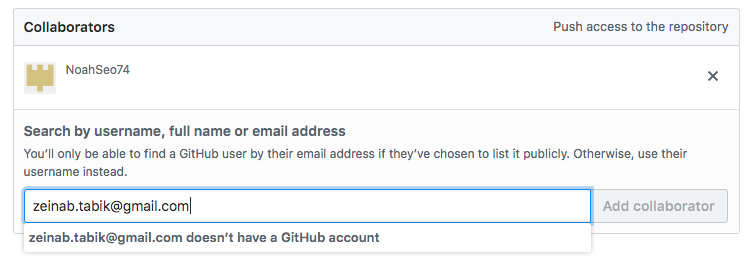 Collaborators
Push access to the repository
NoahSeo74
Search by username, full name or email address
You’ll only be able to find a GitHub user by their email address if they’ve chosen to list it publicly. Otherwise, use their
username instead.
zeinab.tabik@gmail.com
Add collaborator
zeinab.tabik@gmail.com doesn’t have a GitHub account